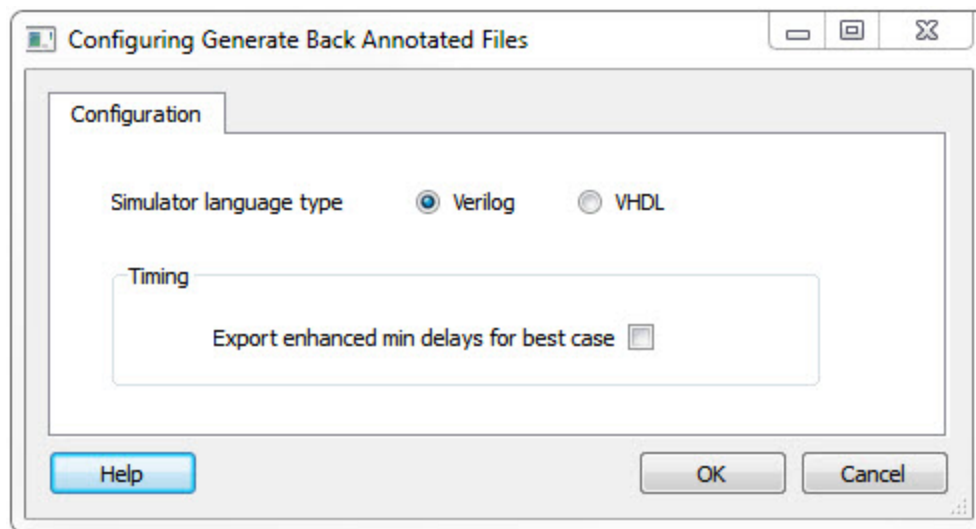 Configuring Generate Back Annotated Files
Configuration
Simulator language type Verilog VHDL
Timing
Export enhanced min delays for best case
Help OK Cancel